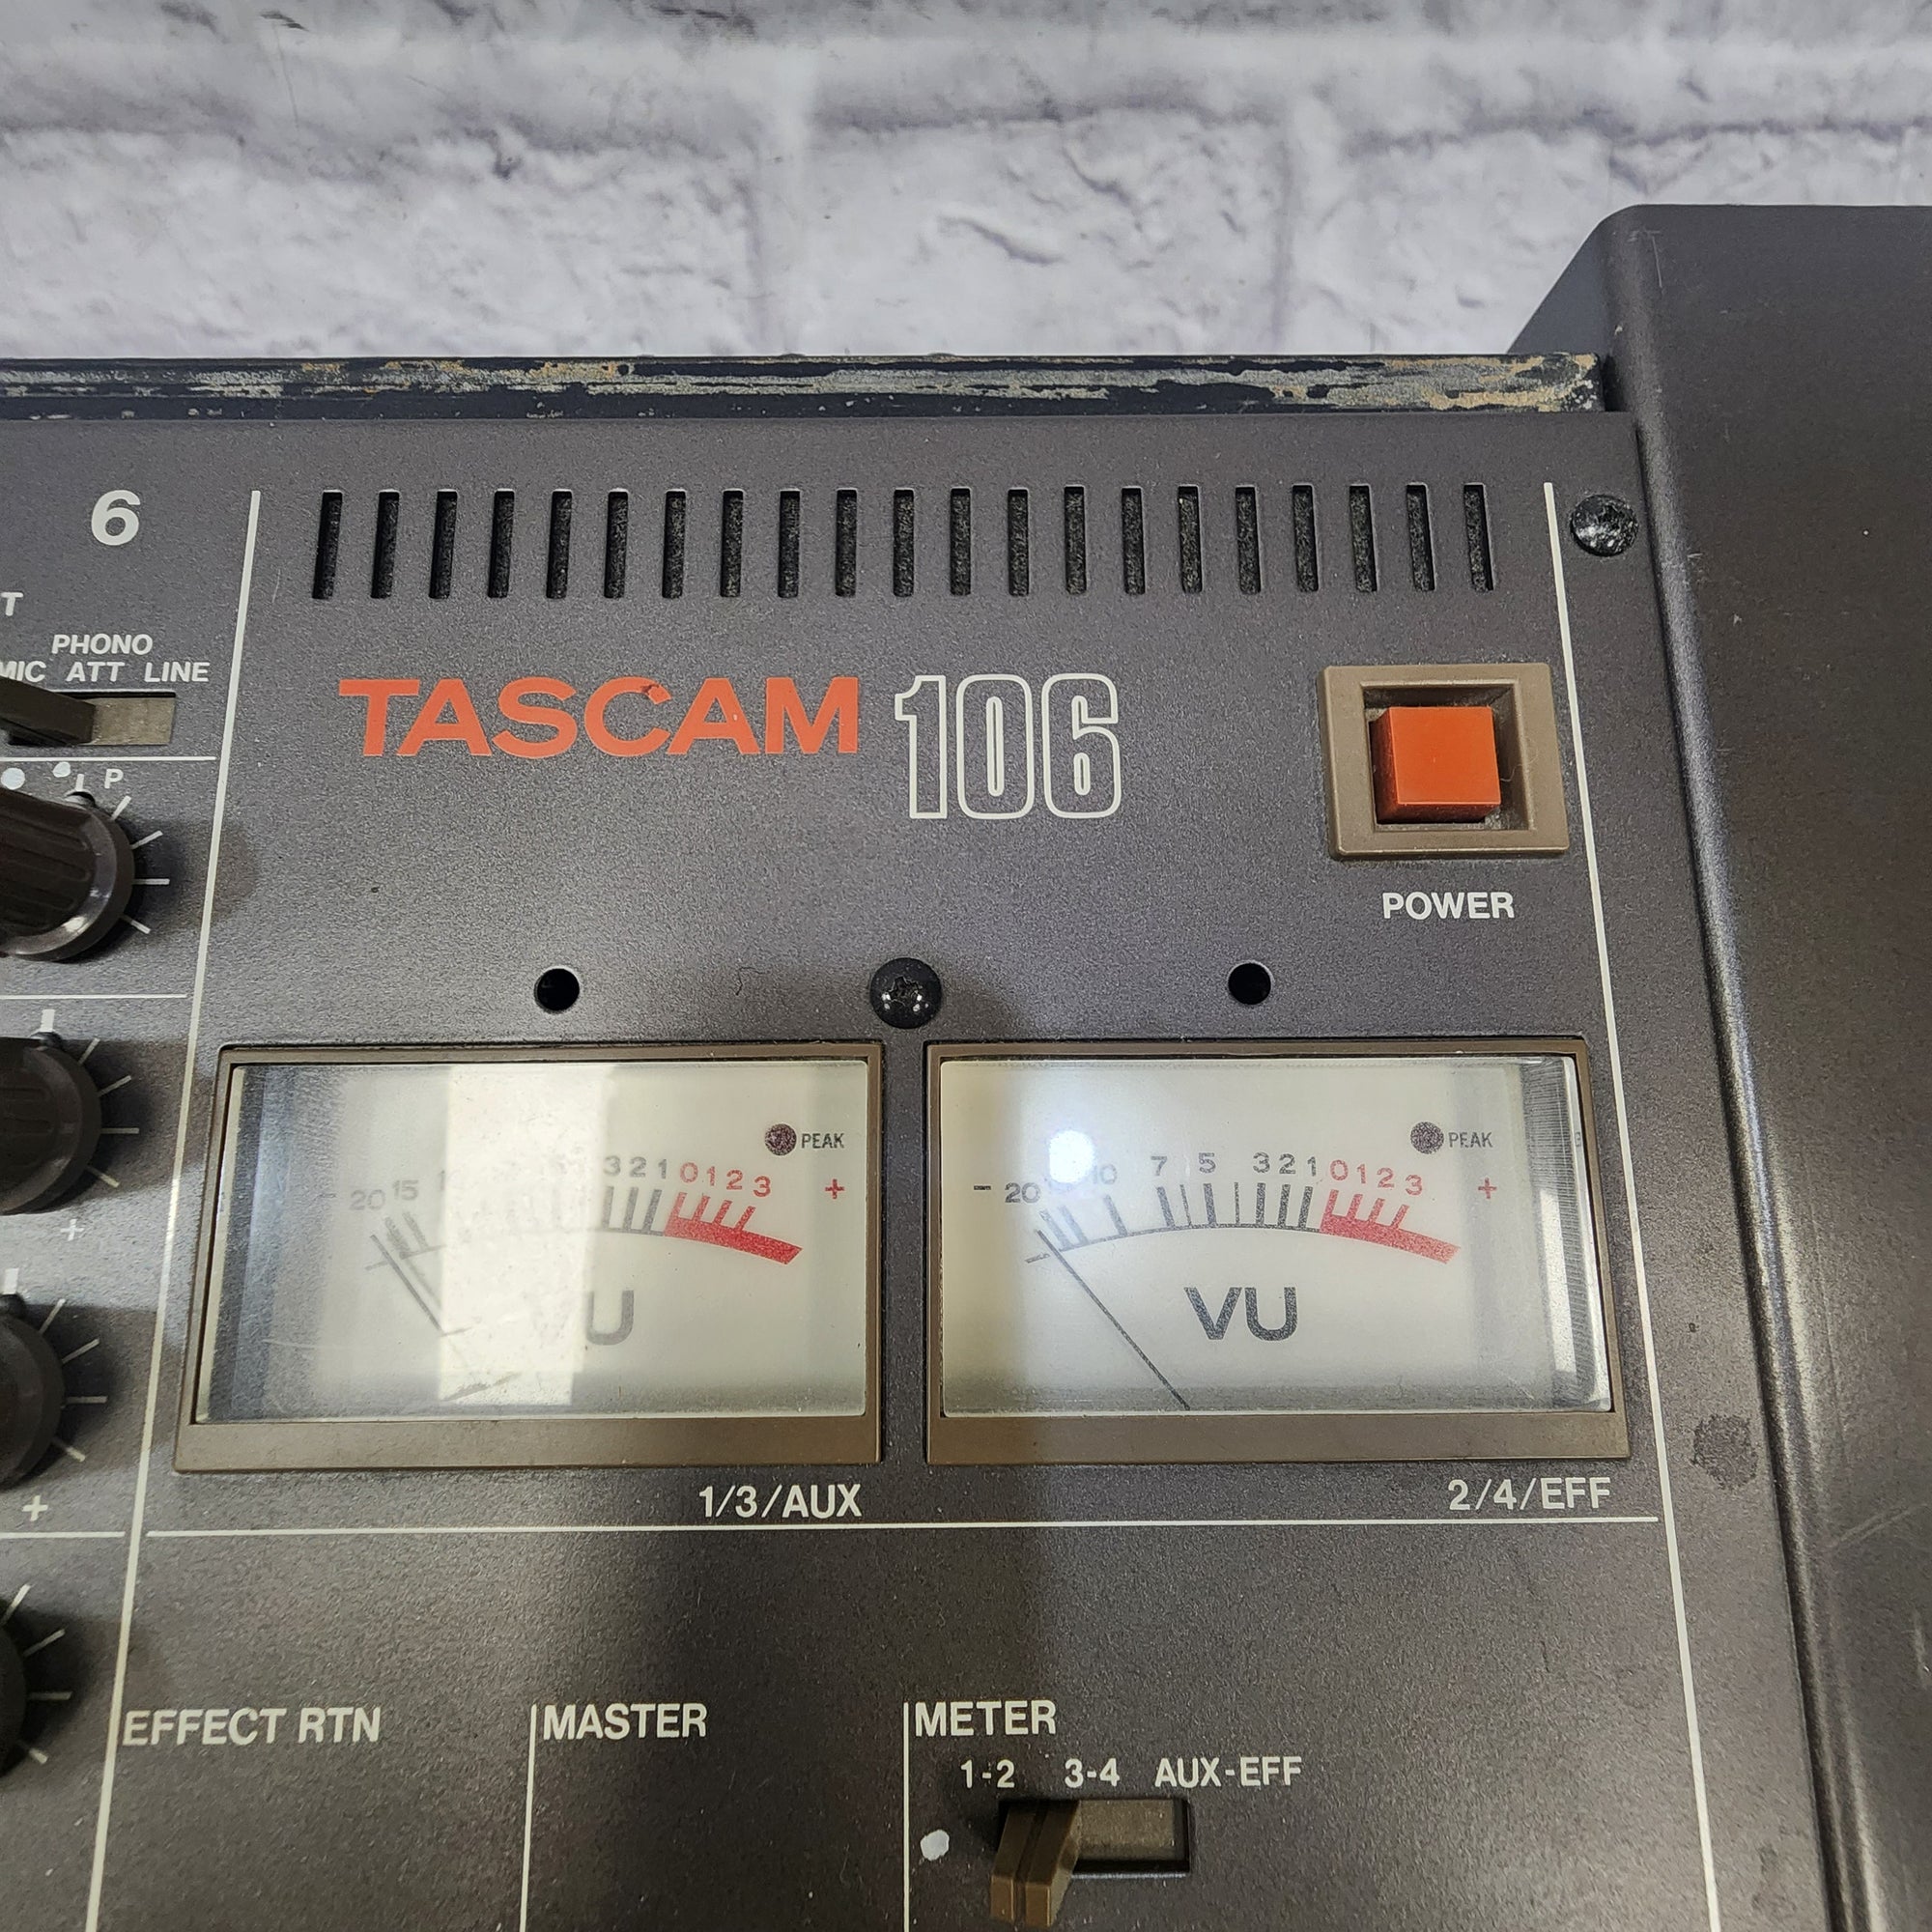 6
T
PHONO
MIC ATT LINE
P
TASCAM 106
POWER
PEAK
20 15 3 2 1 0 1 2 3 +
VU
PEAK
- 20 10 7 5 3 2 1 0 1 2 3 +
VU
+
+
1/3/AUX
2/4/EFF
EFFECT RTN
MASTER
METER
1-2 3-4 AUX-EFF